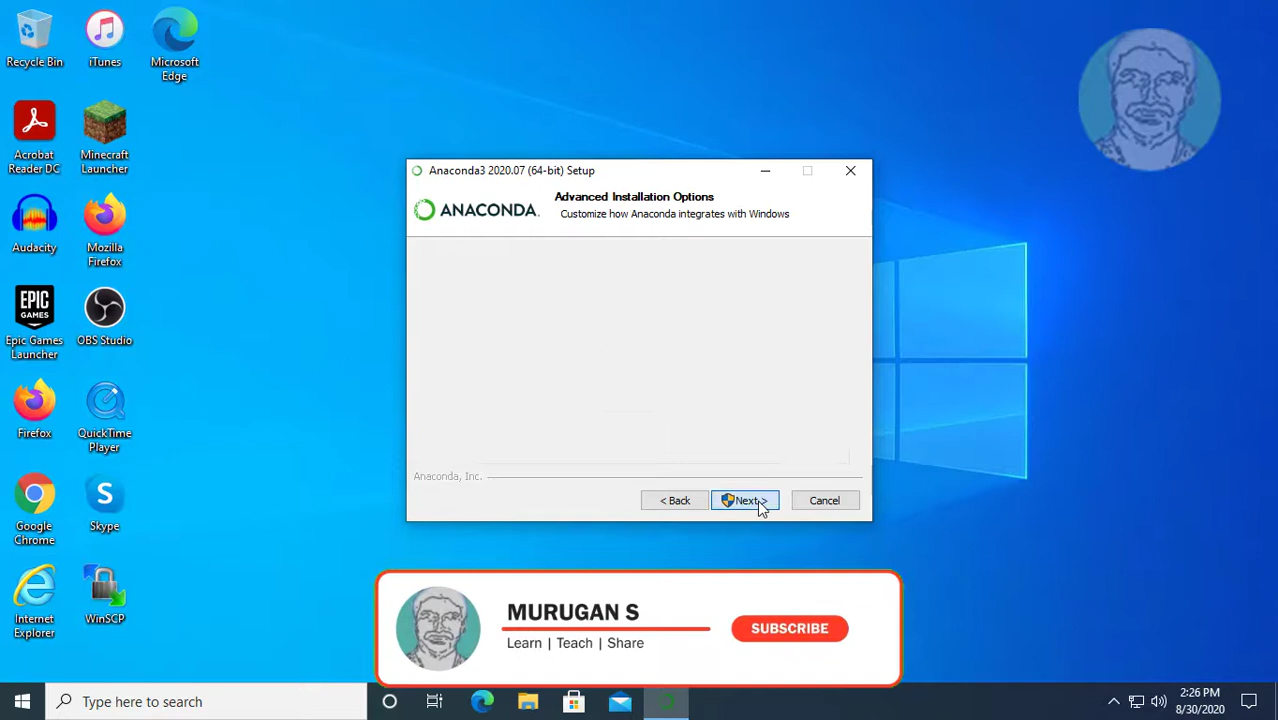 Recycle Bin
iTunes
Microsoft
Edge
Acrobat
Reader DC
Minecraft
Launcher
Audacity
Mozilla
Firefox
EPIC
GAMES
Epic Games
Launcher
OBS Studio
Firefox
QuickTime
Player
Google
Chrome
S
Skype
Internet
Explorer
WinSCP
Anaconda3 2020.07 (64-bit) Setup
ANACONDA.
Advanced Installation Options
Customize how Anaconda integrates with Windows
Anaconda, Inc.
< Back
Next >
Cancel
MURUGAN S
Learn | Teach | Share
SUBSCRIBE
Type here to search
2:26 PM
8/30/2020